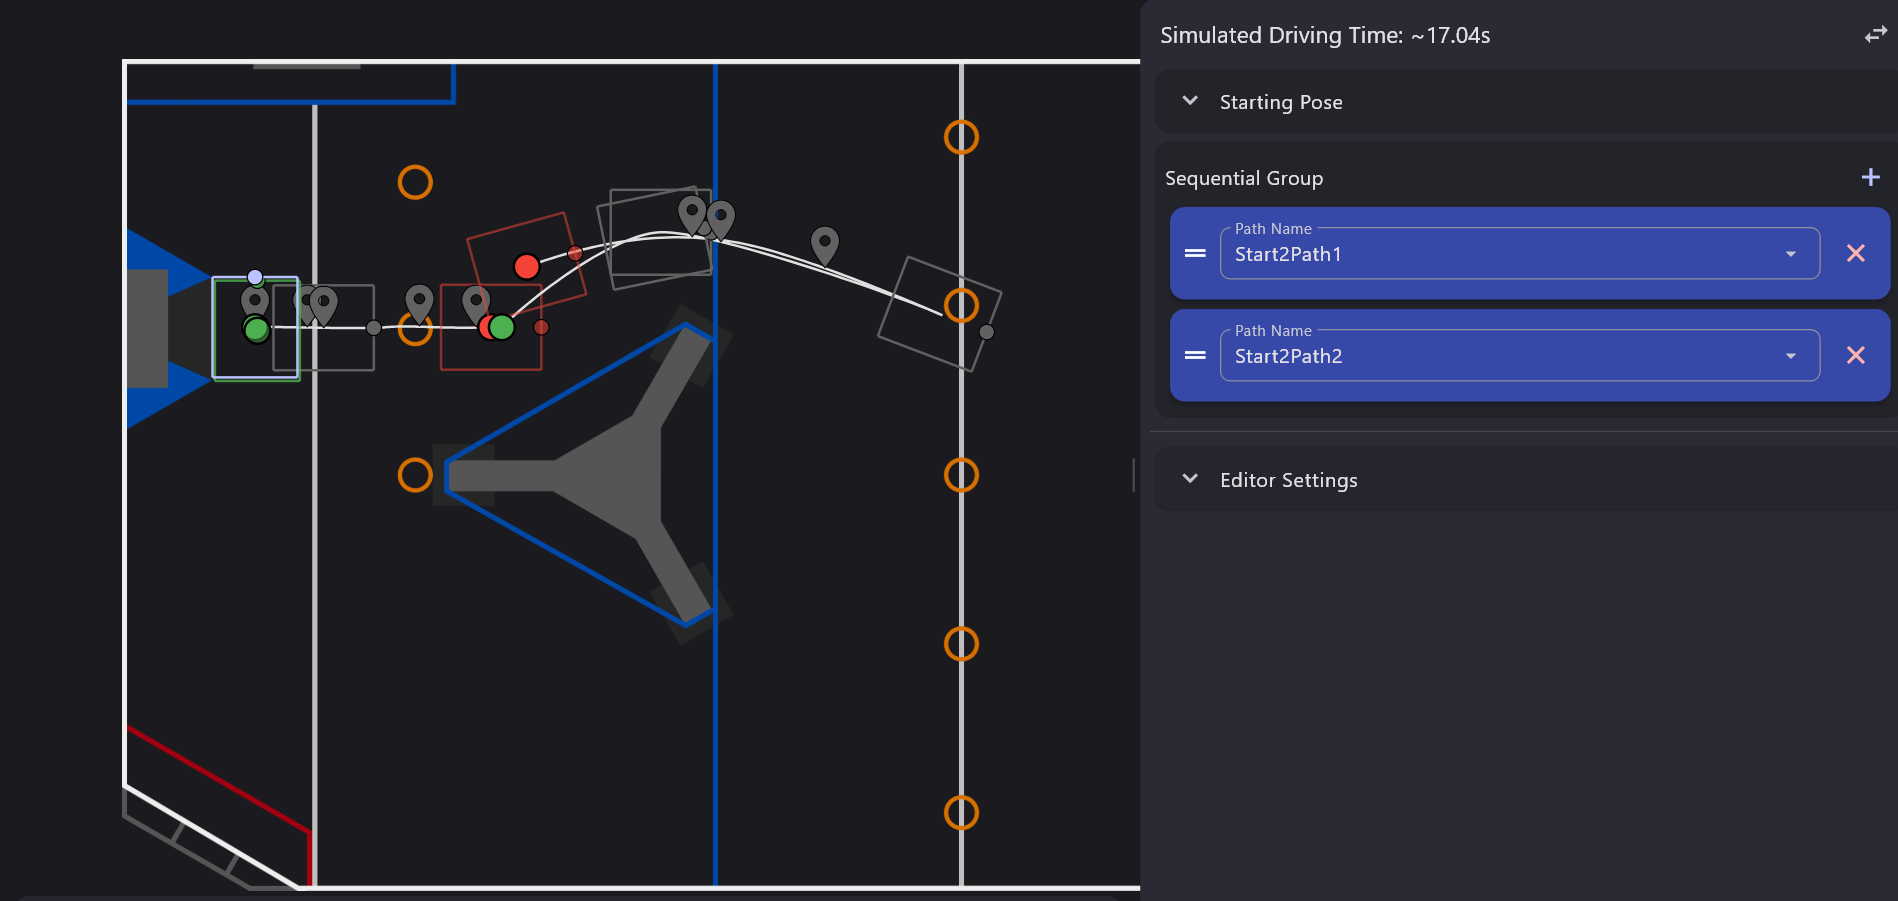 Simulated Driving Time: ~17.04s
Starting Pose
Sequential Group
Path Name
Start2Path1
Path Name
Start2Path2
Editor Settings